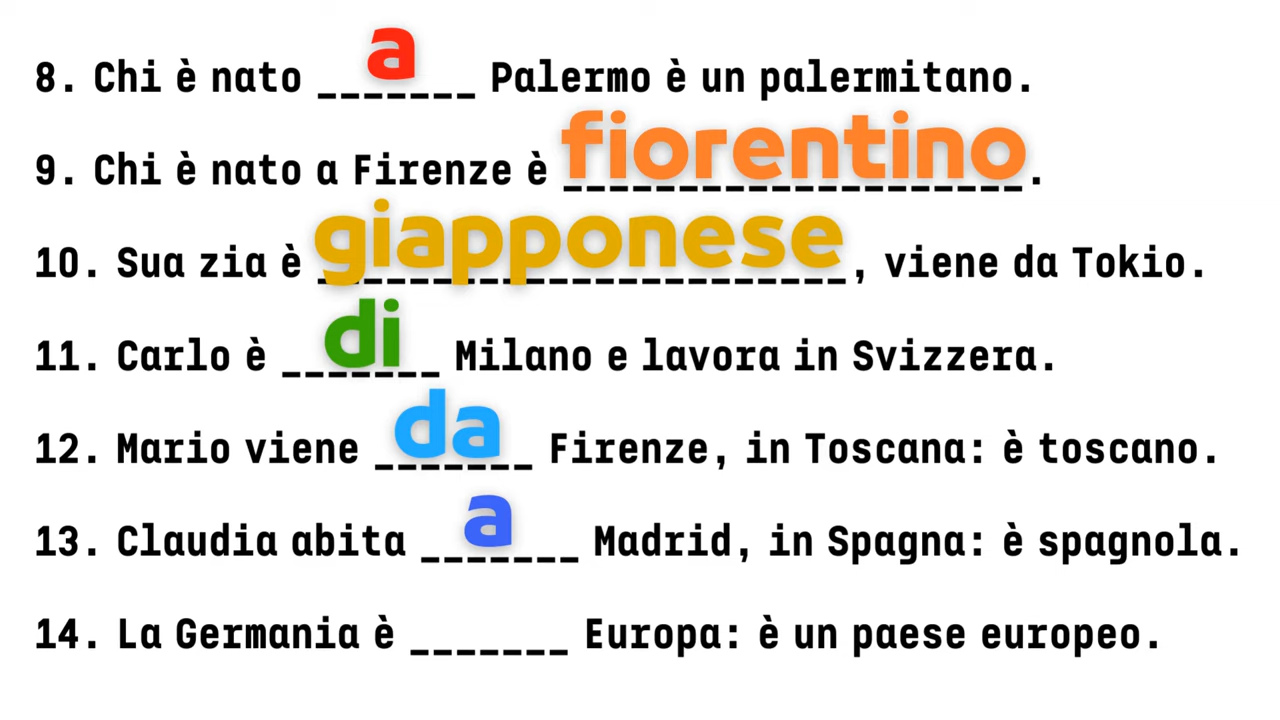 8. Chi è nato a Palermo è un palermitano.
9. Chi è nato a Firenze è fiorentino.
10. Sua zia è giapponese, viene da Tokio.
11. Carlo è di Milano e lavora in Svizzera.
12. Mario viene da Firenze, in Toscana: è toscano.
13. Claudia abita a Madrid, in Spagna: è spagnola.
14. La Germania è _______ Europa: è un paese europeo.